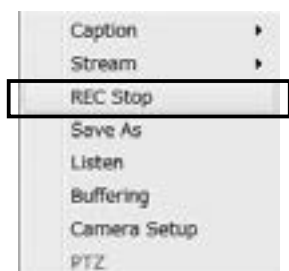 Caption
Stream
REC Stop
Save As
Listen
Buffering
Camera Setup
PTZ